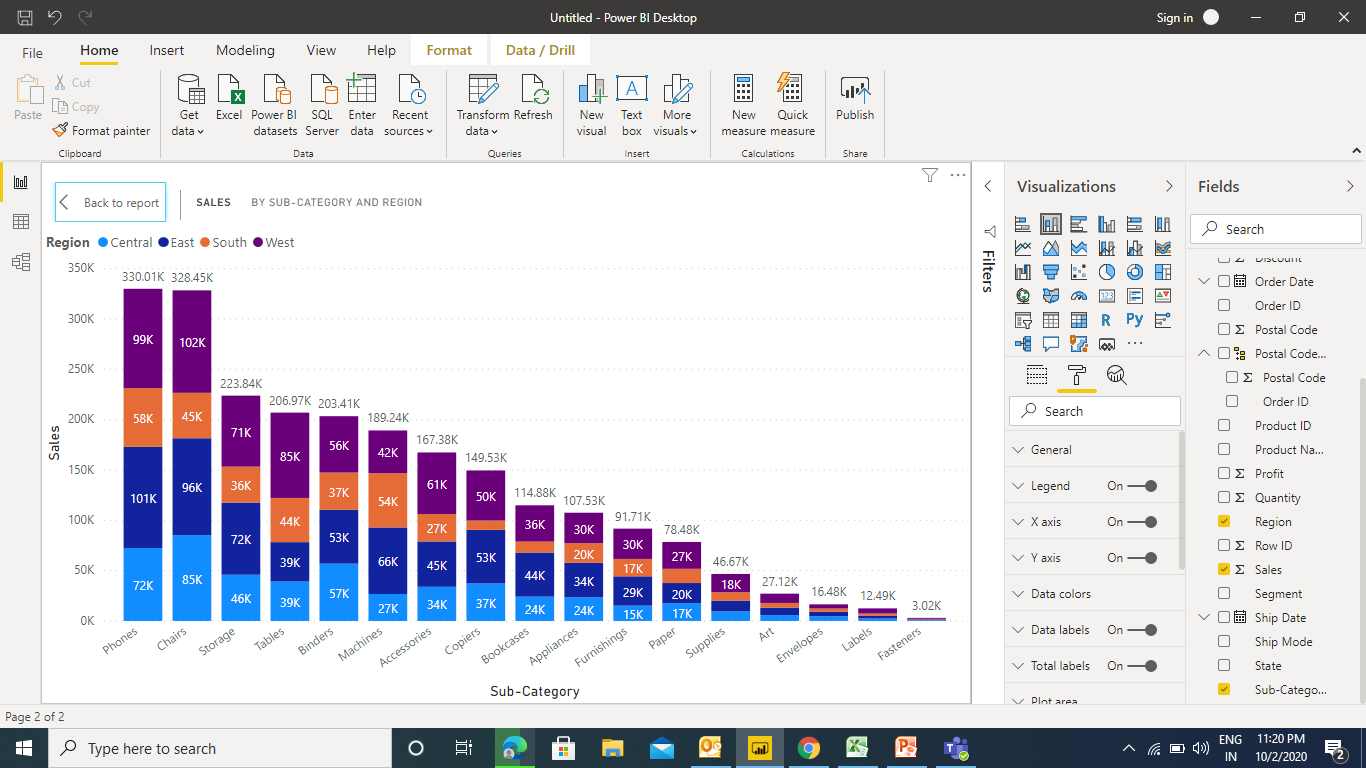 Untitled - Power BI Desktop
Sign in
File Home Insert Modeling View Help Format Data / Drill
Paste
Cut
Copy
Format painter
Clipboard
Get data
Excel
Power BI datasets
SQL Server
Enter data
Recent sources
Data
Transform data
Refresh
Queries
New visual
Text box
More visuals
Insert
New measure
Quick measure
Calculations
Publish
Share
Back to report
SALES BY SUB-CATEGORY AND REGION
Region Central East South West
Sales
350K
300K
250K
200K
150K
100K
50K
0K
330.01K 328.45K 223.84K 206.97K 203.41K 189.24K 167.38K 149.53K 114.88K 107.53K 91.71K 78.48K 46.67K 27.12K 16.48K 12.49K 3.02K
99K 102K 71K 85K 56K 42K 61K 50K 36K 30K 30K 27K 18K
58K 45K 36K 44K 37K 54K 27K 20K 17K
101K 96K 72K 39K 53K 66K 45K 53K 44K 34K 29K 20K
72K 85K 46K 39K 57K 27K 34K 37K 24K 24K 15K 17K
Phones Chairs Storage Tables Binders Machines Accessories Copiers Bookcases Appliances Furnishings Paper Supplies Art Envelopes Labels Fasteners
Sub-Category
Filters
Visualizations
R Py
Search
General
Legend On
X axis On
Y axis On
Data colors
Data labels On
Total labels On
Plot area
Fields
Search
Discount
Order Date
Order ID
Postal Code
Postal Code...
Postal Code
Order ID
Product ID
Product Na...
Profit
Quantity
Region
Row ID
Sales
Segment
Ship Date
Ship Mode
State
Sub-Catego...
Page 2 of 2
Type here to search
ENG
IN
11:20 PM
10/2/2020
2